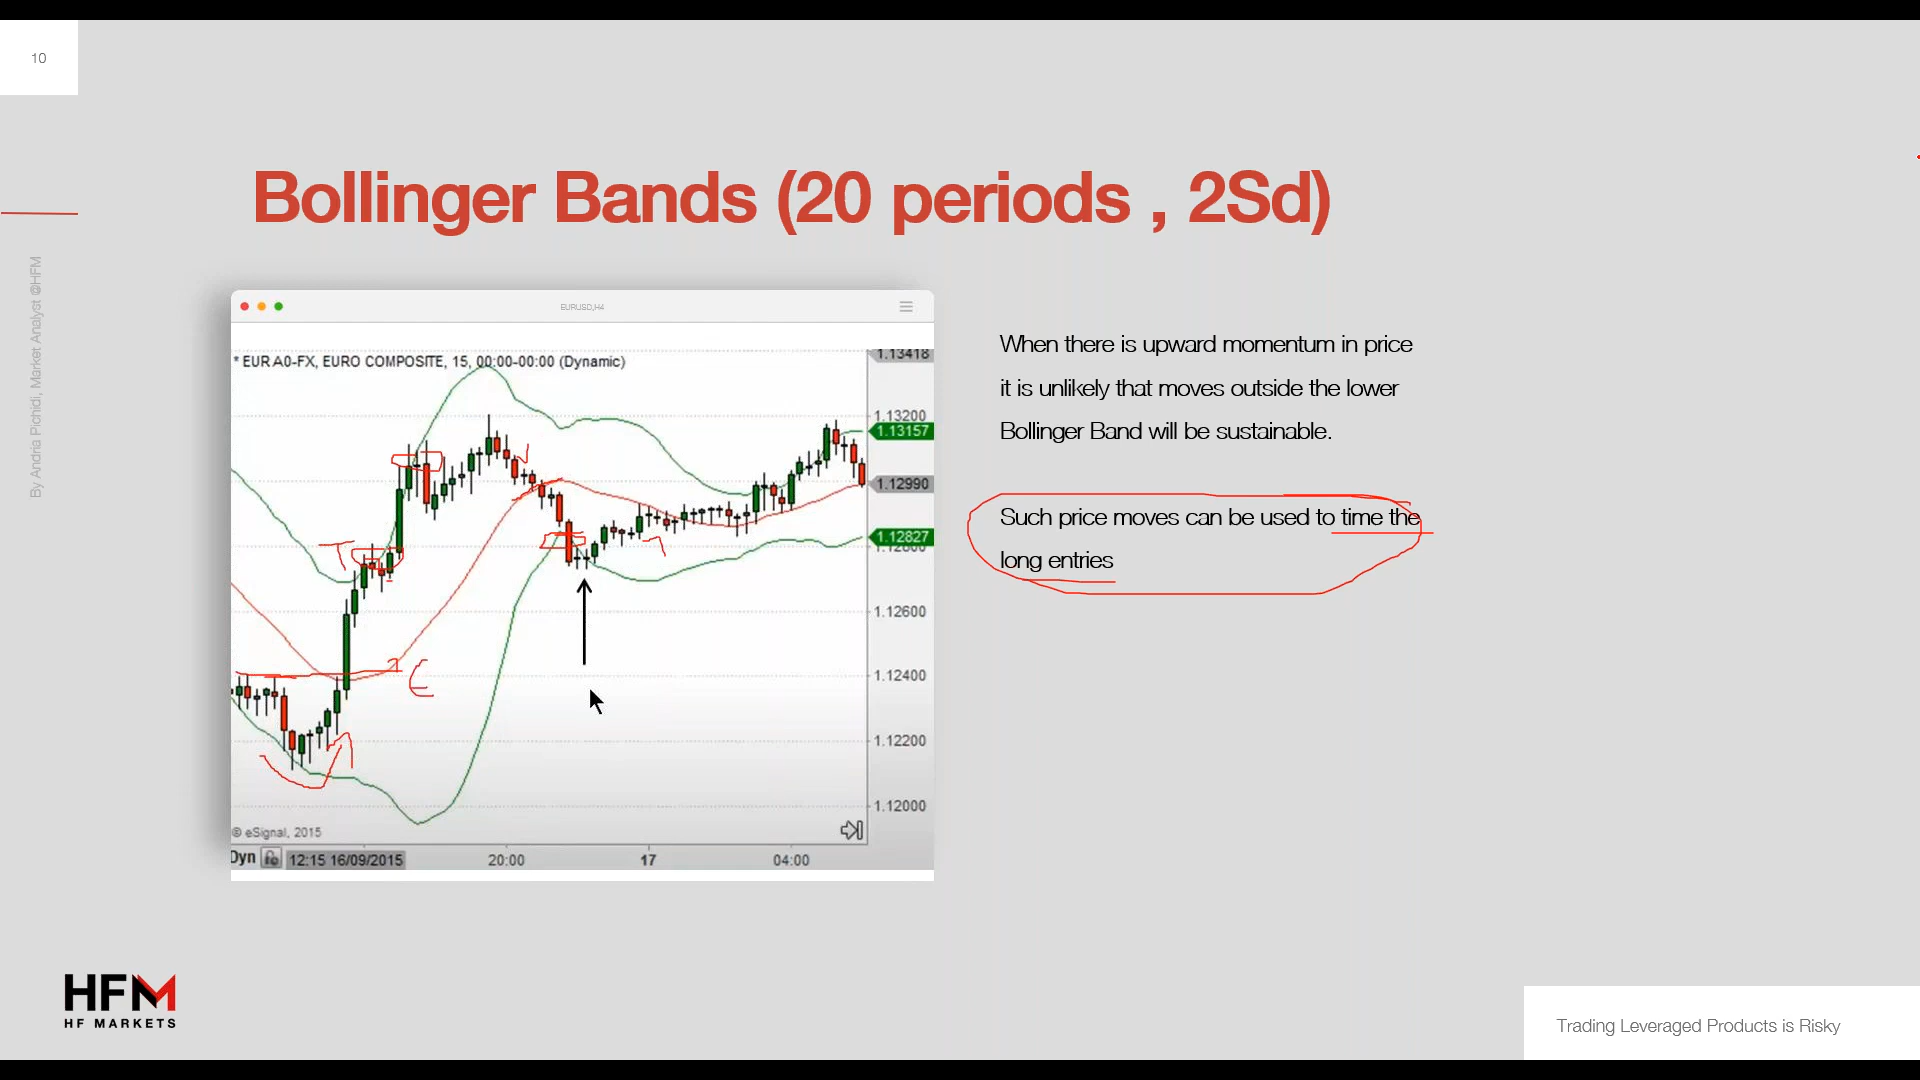 10
Bollinger Bands (20 periods , 2Sd)
By Andria Pichidi, Market Analyst @HFM
EURUSD,H4
* EUR A0-FX, EURO COMPOSITE, 15, 00:00-00:00 (Dynamic)
1.13418
1.13200
1.13157
1.12990
1.12827
1.12600
1.12400
1.12200
1.12000
© eSignal, 2015
Dyn
12:15 16/09/2015
20:00
17
04:00
When there is upward momentum in price
it is unlikely that moves outside the lower
Bollinger Band will be sustainable.
Such price moves can be used to time the
long entries
HFM
HF MARKETS
Trading Leveraged Products is Risky